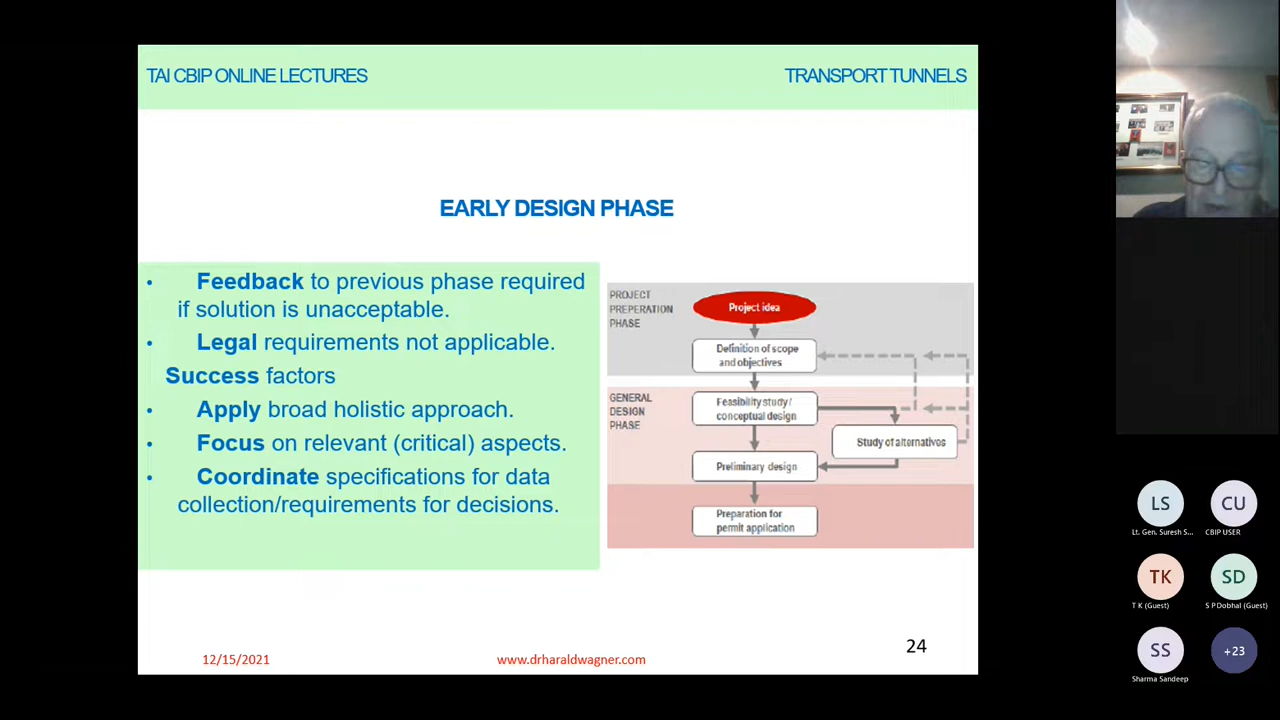 TAI CBIP ONLINE LECTURES
TRANSPORT TUNNELS
EARLY DESIGN PHASE
• Feedback to previous phase required
if solution is unacceptable.
• Legal requirements not applicable.
Success factors
• Apply broad holistic approach.
• Focus on relevant (critical) aspects.
• Coordinate specifications for data
collection/requirements for decisions.
PROJECT
PREPERATION
PHASE
Project idea
Definition of scope
and objectives
GENERAL
DESIGN
PHASE
Feasibility study/
conceptual design
Study of alternatives
Preliminary design
Preparation for
permit application
12/15/2021
www.drharaldwagner.com
24
LS
Lt. Gen. Suresh S...
CU
CBIP USER
TK
T K (Guest)
SD
S P Dobhal (Guest)
SS
Sharma Sandeep
+23